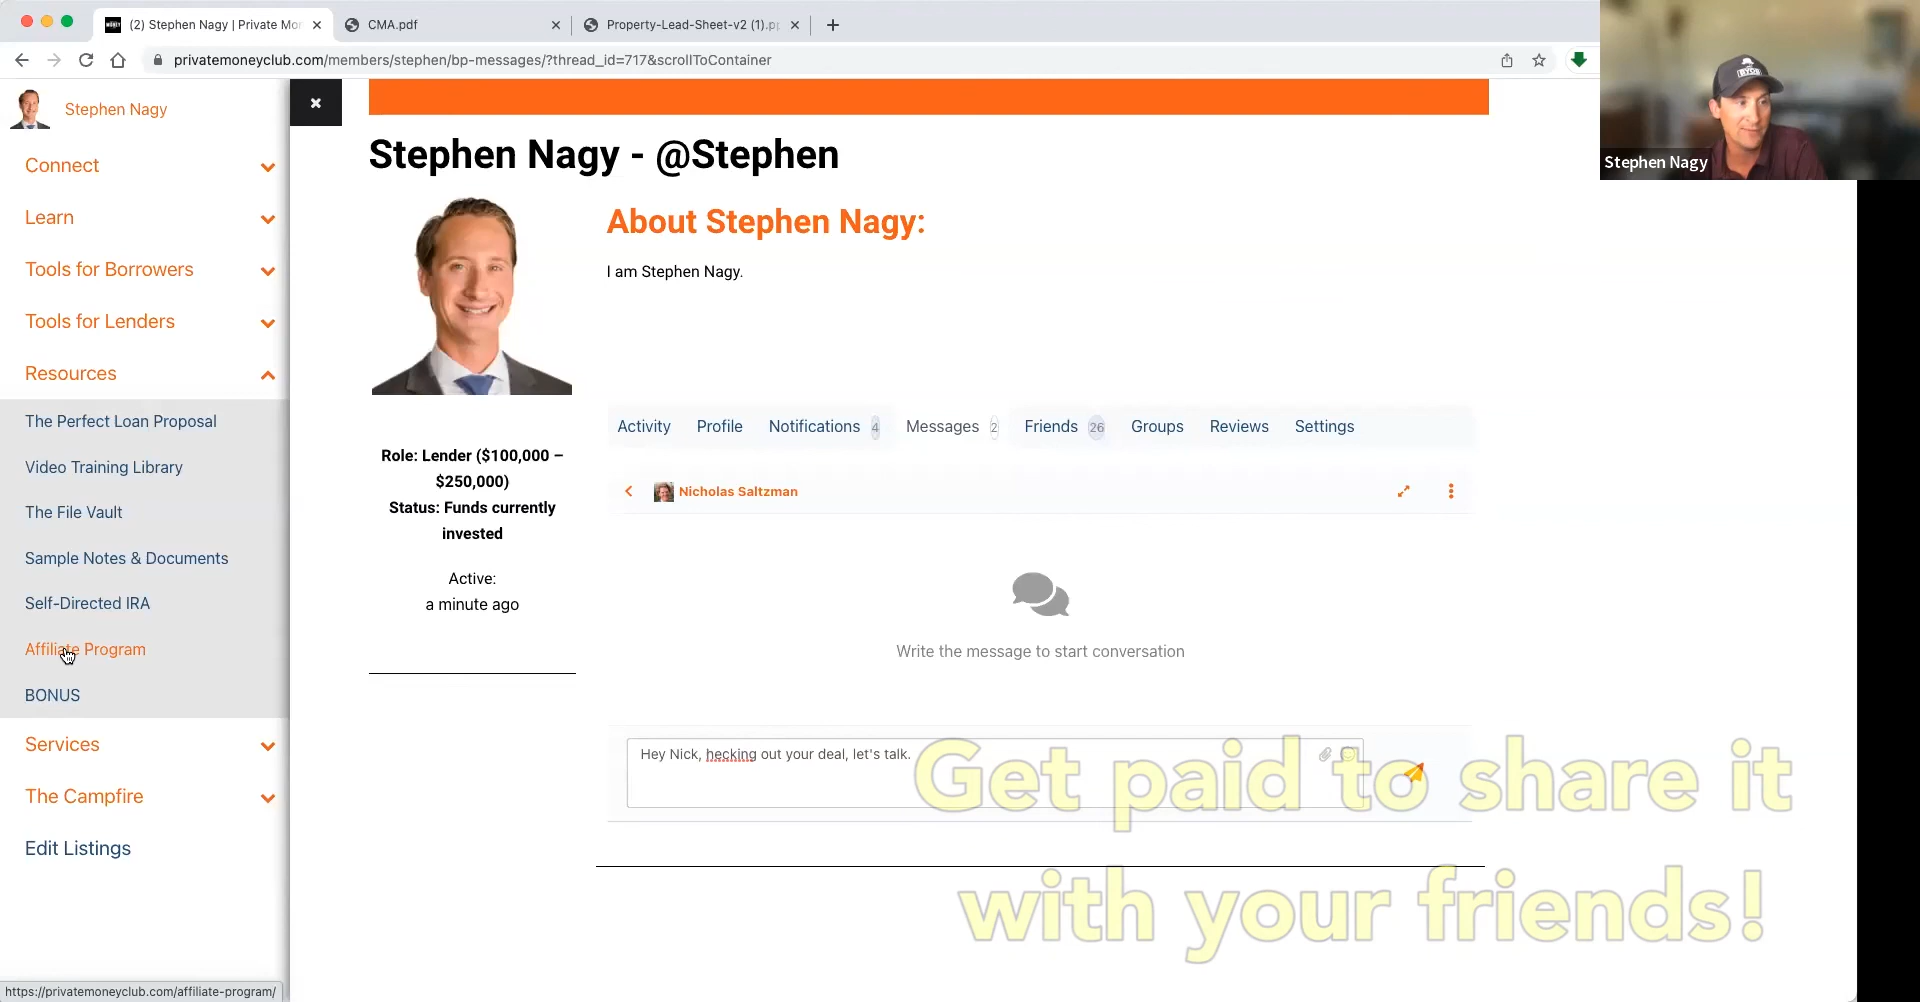 (2) Stephen Nagy | Private Mon
CMA.pdf
Property-Lead-Sheet-v2 (1).pp
privatemoneyclub.com/members/stephen/bp-messages/?thread_id=717&scrollToContainer
Stephen Nagy
Connect
Learn
Tools for Borrowers
Tools for Lenders
Resources
The Perfect Loan Proposal
Video Training Library
The File Vault
Sample Notes & Documents
Self-Directed IRA
Affiliate Program
BONUS
Services
The Campfire
Edit Listings
https://privatemoneyclub.com/affiliate-program/
Stephen Nagy - @Stephen
Role: Lender ($100,000 –
$250,000)
Status: Funds currently
invested
Active:
a minute ago
About Stephen Nagy:
I am Stephen Nagy.
Activity Profile Notifications 4 Messages 2 Friends 26 Groups Reviews Settings
Nicholas Saltzman
Write the message to start conversation
Hey Nick, hecking out your deal, let's talk.
Get paid to share it
with your friends!
Stephen Nagy